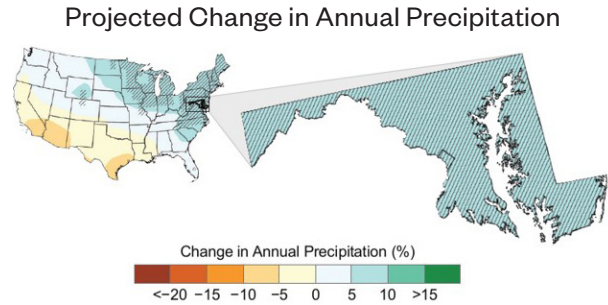 Projected Change in Annual Precipitation
Change in Annual Precipitation (%)
<−20 −15 −10 −5 0 5 10 >15